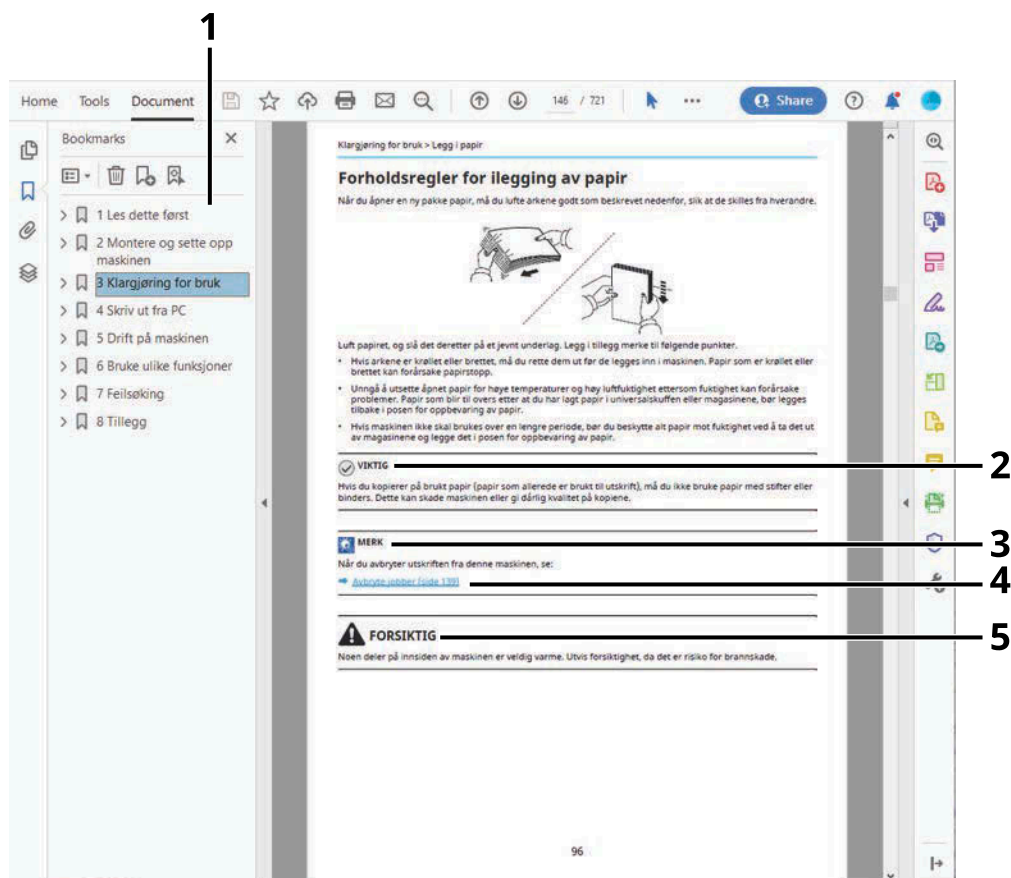 1
Home Tools Document 146 / 721 Share
Bookmarks
1 Les dette først
2 Montere og sette opp
maskinen
3 Klargjøring for bruk
4 Skriv ut fra PC
5 Drift på maskinen
6 Bruke ulike funksjoner
7 Feilsøking
8 Tillegg
Klargjøring for bruk > Legg i papir
Forholdsregler for ilegging av papir
Når du åpner en ny pakke papir, må du lufte arkene godt som beskrevet nedenfor, slik at de skilles fra hverandre.
Luft papiret, og slå det deretter på et jevnt underlag. Legg i tillegg merke til følgende punkter.
• Hvis arkene er krøllet eller brettet, må du rette dem ut før de legges inn i maskinen. Papir som er krøllet eller
brettet kan forårsake papirstopp.
• Unngå å utsette åpnet papir for høye temperaturer og høy luftfuktighet ettersom fuktighet kan forårsake
problemer. Papir som blir til overs etter at du har lagt papir i universalskuffen eller magasinene, bør legges
tilbake i posen for oppbevaring av papir.
• Hvis maskinen ikke skal brukes over en lengre periode, bør du beskytte alt papir mot fuktighet ved å ta det ut
av magasinene og legge det i posen for oppbevaring av papir.
VIKTIG
2
Hvis du kopierer på brukt papir (papir som allerede er brukt til utskrift), må du ikke bruke papir med stifter eller
binders. Dette kan skade maskinen eller gi dårlig kvalitet på kopiene.
MERK
3
Når du avbryter utskriften fra denne maskinen, se:
Avbryte jobber (side 139)
4
FORSIKTIG
5
Noen deler på innsiden av maskinen er veldig varme. Utvis forsiktighet, da det er risiko for brannskade.
96